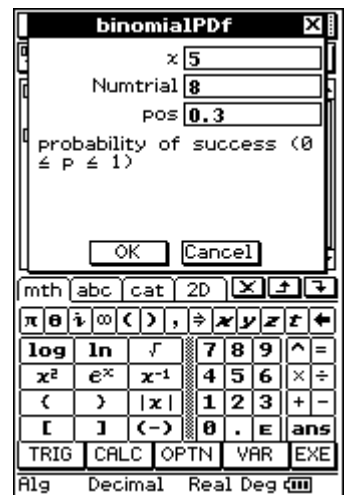 binomialPDf X
x 5
Numtrial 8
pos 0.3
probability of success (0
≤ p ≤ 1)
OK Cancel
mth abc cat 2D
π θ i ∞ ( ) , ⇒ x y z t ←
log ln √ 7 8 9 ^ =
x² eˣ x⁻¹ 4 5 6 × ÷
( ) |x| 1 2 3 + −
[ ] (−) 0 . E ans
TRIG CALC OPTN VAR EXE
Alg Decimal Real Deg